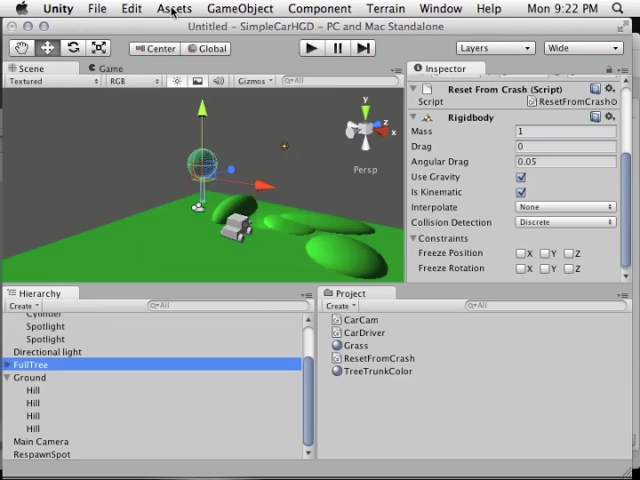 Unity File Edit Assets GameObject Component Terrain Window Help Mon 9:22 PM
Untitled - SimpleCarHGD - PC and Mac Standalone
Center Global Layers Wide
Scene Game
Textured RGB Gizmos All
y
z
x
Persp
Inspector
Reset From Crash (Script)
Script ResetFromCrash
Rigidbody
Mass 1
Drag 0
Angular Drag 0.05
Use Gravity
Is Kinematic
Interpolate None
Collision Detection Discrete
Constraints
Freeze Position X Y Z
Freeze Rotation X Y Z
Hierarchy
Create All
Cylinder
Spotlight
Spotlight
Directional light
FullTree
Ground
Hill
Hill
Hill
Hill
Main Camera
RespawnSpot
Project
Create All
CarCam
CarDriver
Grass
ResetFromCrash
TreeTrunkColor